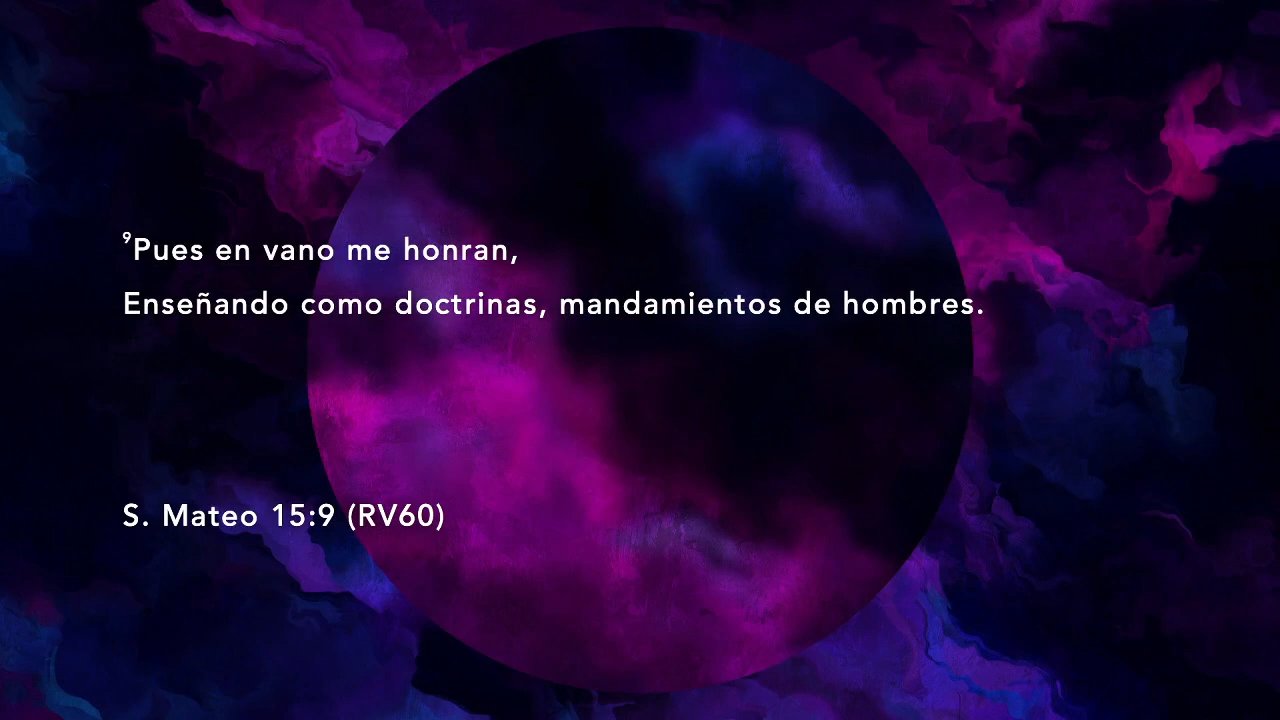 ⁹Pues en vano me honran,
Enseñando como doctrinas, mandamientos de hombres.
S. Mateo 15:9 (RV60)